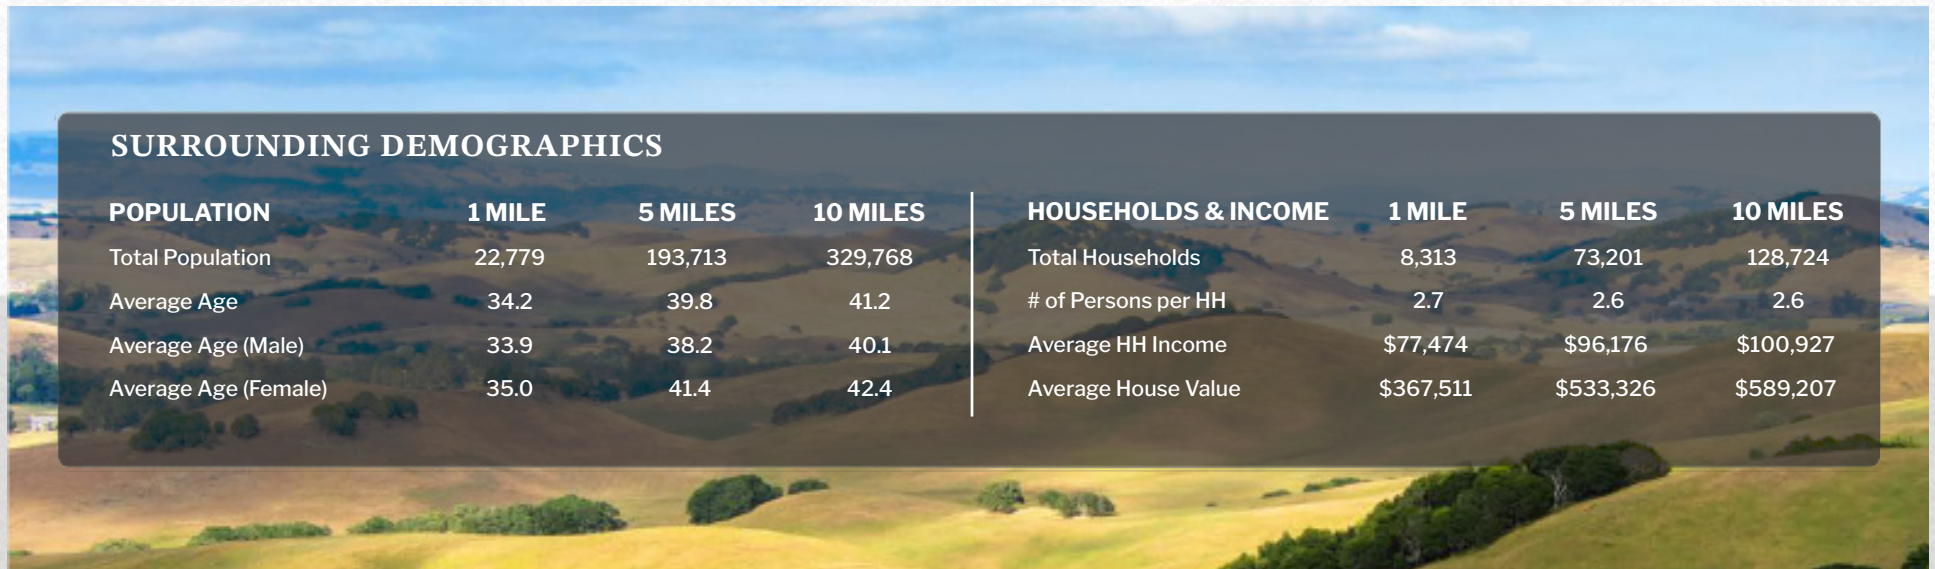 SURROUNDING DEMOGRAPHICS
POPULATION 1 MILE 5 MILES 10 MILES
Total Population 22,779 193,713 329,768
Average Age 34.2 39.8 41.2
Average Age (Male) 33.9 38.2 40.1
Average Age (Female) 35.0 41.4 42.4
HOUSEHOLDS & INCOME 1 MILE 5 MILES 10 MILES
Total Households 8,313 73,201 128,724
# of Persons per HH 2.7 2.6 2.6
Average HH Income $77,474 $96,176 $100,927
Average House Value $367,511 $533,326 $589,207